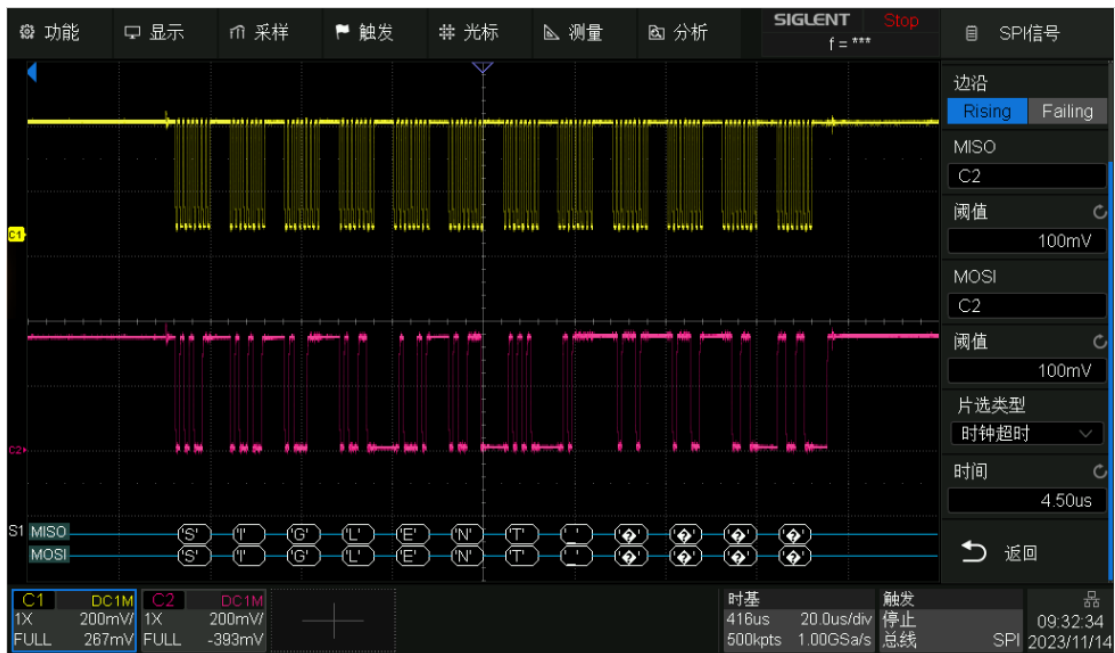 功能 显示 采样 触发 光标 测量 分析 SIGLENT Stop
f = ***
SPI信号
边沿
Rising Failing
MISO
C2
阈值
100mV
MOSI
C2
阈值
100mV
片选类型
时钟超时
时间
4.50us
返回
C1
C2
S1 MISO 'S' 'I' 'G' 'L' 'E' 'N' 'T' '_' '�' '�' '�' '�'
MOSI 'S' 'I' 'G' 'L' 'E' 'N' 'T' '_' '�' '�' '�' '�'
C1 DC1M C2 DC1M 时基 触发
1X 200mV/ 1X 200mV/ 416us 20.0us/div 停止 09:32:34
FULL 267mV FULL -393mV 500kpts 1.00GSa/s 总线 SPI 2023/11/14